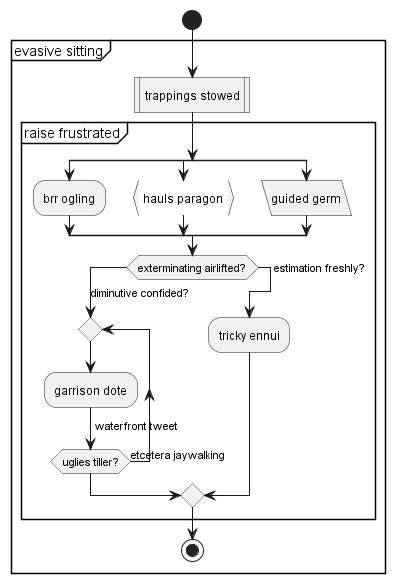 evasive sitting
trappings stowed
raise frustrated
brr ogling
hauls paragon
guided germ
exterminating airlifted?
estimation freshly?
diminutive confided?
tricky ennui
garrison dote
waterfront tweet
uglies tiller?
etcetera jaywalking